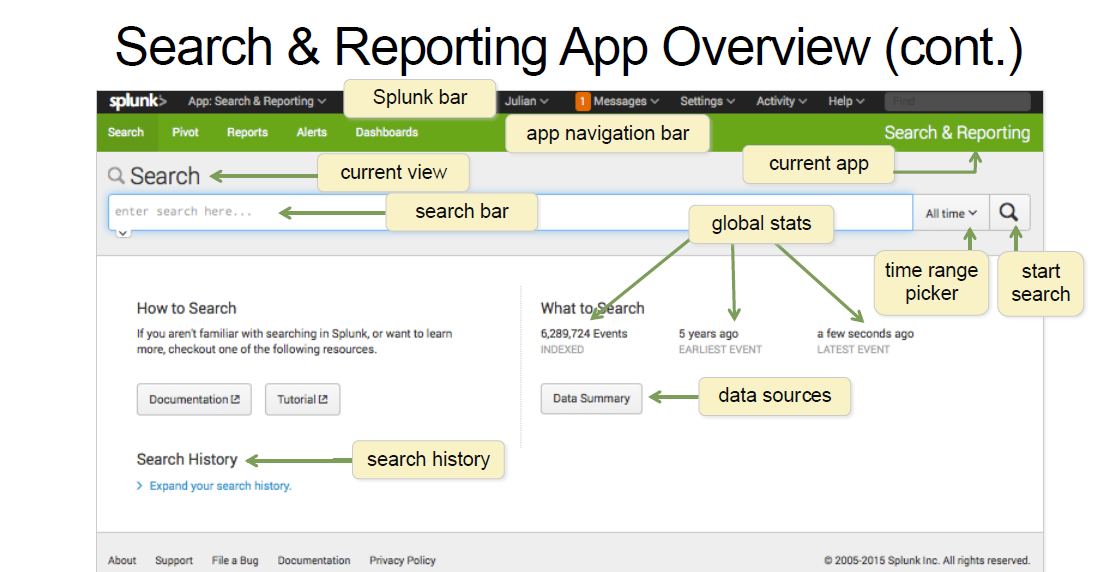 Search & Reporting App Overview (cont.)
splunk> App: Search & Reporting Splunk bar Julian 1 Messages Settings Activity Help Find
Search Pivot Reports Alerts Dashboards app navigation bar Search & Reporting
current app
Search current view
enter search here... search bar All time
global stats
time range
picker
start
search
How to Search
If you aren't familiar with searching in Splunk, or want to learn
more, checkout one of the following resources.
Documentation Tutorial
What to Search
6,289,724 Events 5 years ago a few seconds ago
INDEXED EARLIEST EVENT LATEST EVENT
Data Summary data sources
Search History search history
> Expand your search history.
About Support File a Bug Documentation Privacy Policy © 2005-2015 Splunk Inc. All rights reserved.